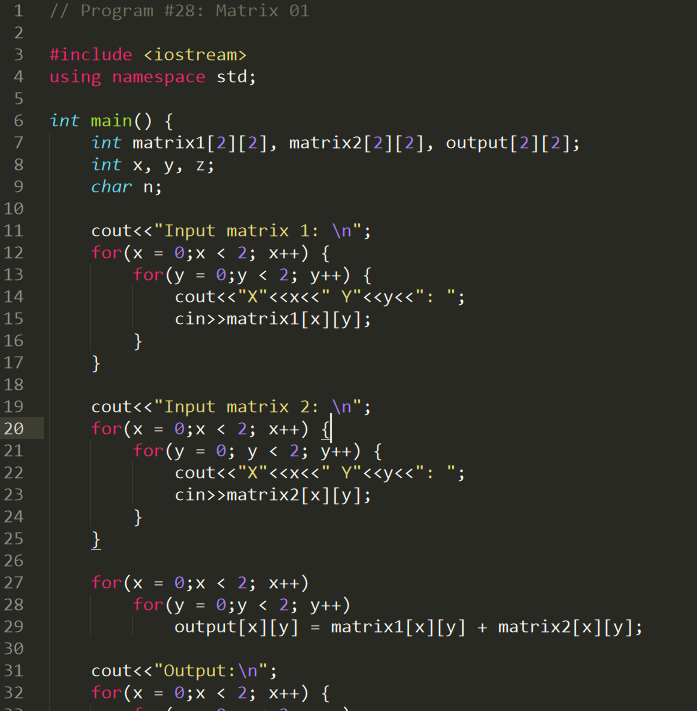 1 // Program #28: Matrix 01
2
3 #include <iostream>
4 using namespace std;
5
6 int main() {
7 int matrix1[2][2], matrix2[2][2], output[2][2];
8 int x, y, z;
9 char n;
10
11 cout<<"Input matrix 1: \n";
12 for(x = 0;x < 2; x++) {
13 for(y = 0;y < 2; y++) {
14 cout<<"X"<<x<<" Y"<<y<<": ";
15 cin>>matrix1[x][y];
16 }
17 }
18
19 cout<<"Input matrix 2: \n";
20 for(x = 0;x < 2; x++) {
21 for(y = 0; y < 2; y++) {
22 cout<<"X"<<x<<" Y"<<y<<": ";
23 cin>>matrix2[x][y];
24 }
25 }
26
27 for(x = 0;x < 2; x++)
28 for(y = 0;y < 2; y++)
29 output[x][y] = matrix1[x][y] + matrix2[x][y];
30
31 cout<<"Output:\n";
32 for(x = 0;x < 2; x++) {